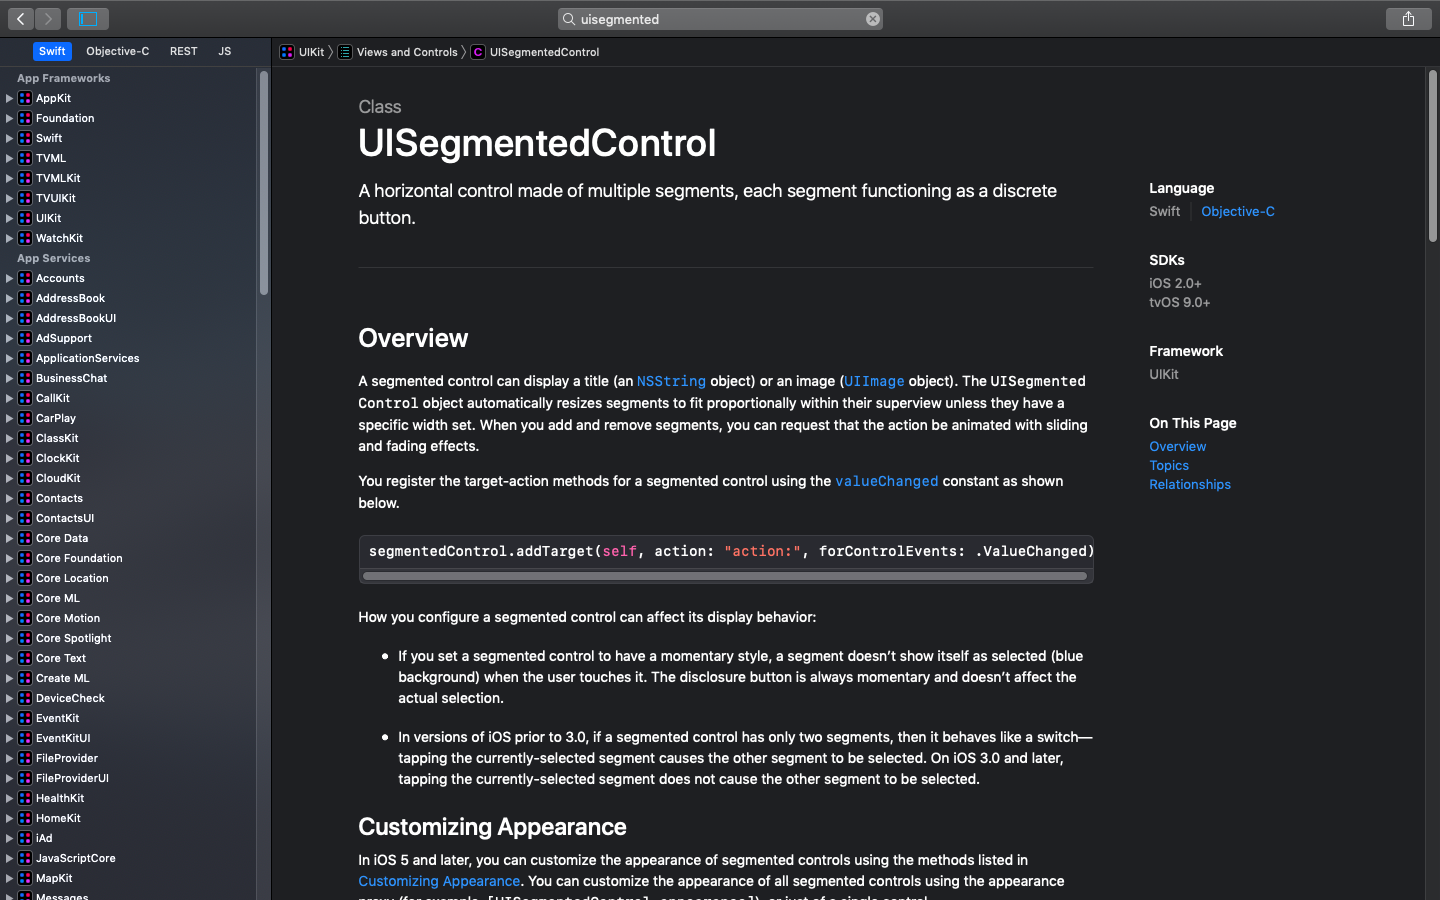 uisegmented
Swift
Objective-C
REST
JS
UIKit
Views and Controls
C
UISegmentedControl
App Frameworks
AppKit
Foundation
Swift
TVML
TVMLKit
TVUIKit
UIKit
WatchKit
App Services
Accounts
AddressBook
AddressBookUI
AdSupport
ApplicationServices
BusinessChat
CallKit
CarPlay
ClassKit
ClockKit
CloudKit
Contacts
ContactsUI
Core Data
Core Foundation
Core Location
Core ML
Core Motion
Core Spotlight
Core Text
Create ML
DeviceCheck
EventKit
EventKitUI
FileProvider
FileProviderUI
HealthKit
HomeKit
iAd
JavaScriptCore
MapKit
Messages
Class
UISegmentedControl
A horizontal control made of multiple segments, each segment functioning as a discrete
button.
Overview
A segmented control can display a title (an NSString object) or an image (UIImage object). The UISegmented
Control object automatically resizes segments to fit proportionally within their superview unless they have a
specific width set. When you add and remove segments, you can request that the action be animated with sliding
and fading effects.
You register the target-action methods for a segmented control using the valueChanged constant as shown
below.
segmentedControl.addTarget(self, action: "action:", forControlEvents: .ValueChanged)
How you configure a segmented control can affect its display behavior:
• If you set a segmented control to have a momentary style, a segment doesn’t show itself as selected (blue
background) when the user touches it. The disclosure button is always momentary and doesn’t affect the
actual selection.
• In versions of iOS prior to 3.0, if a segmented control has only two segments, then it behaves like a switch—
tapping the currently-selected segment causes the other segment to be selected. On iOS 3.0 and later,
tapping the currently-selected segment does not cause the other segment to be selected.
Customizing Appearance
In iOS 5 and later, you can customize the appearance of segmented controls using the methods listed in
Customizing Appearance. You can customize the appearance of all segmented controls using the appearance
proxy (for example, [UISegmentedControl appearance]), or just of a single control.
Language
Swift
Objective-C
SDKs
iOS 2.0+
tvOS 9.0+
Framework
UIKit
On This Page
Overview
Topics
Relationships